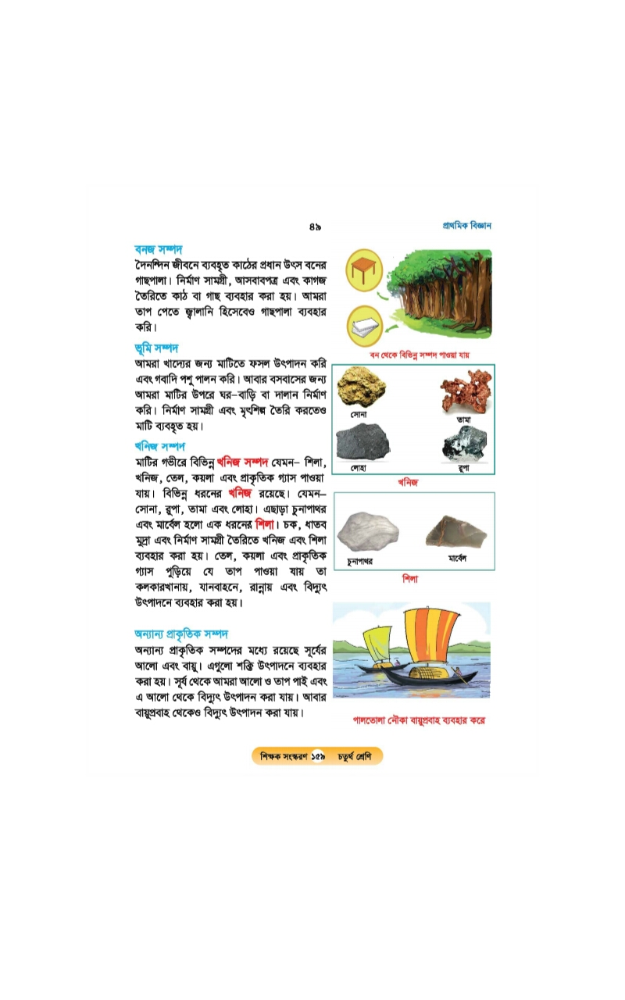 ৪৯
প্রাথমিক বিজ্ঞান
বনজ সম্পদ
দৈনন্দিন জীবনে ব্যবহৃত কাঠের প্রধান উৎস বনের
গাছপালা। নির্মাণ সামগ্রী, আসবাবপত্র এবং কাগজ
তৈরিতে কাঠ বা গাছ ব্যবহার করা হয়। আমরা
তাপ পেতে জ্বালানি হিসেবেও গাছপালা ব্যবহার
করি।
ভূমি সম্পদ
আমরা খাদ্যের জন্য মাটিতে ফসল উৎপাদন করি
এবং গবাদি পশু পালন করি। আবার বসবাসের জন্য
আমরা মাটির উপরে ঘর-বাড়ি বা দালান নির্মাণ
করি। নির্মাণ সামগ্রী এবং মৃৎশিল্প তৈরি করতেও
মাটি ব্যবহৃত হয়।
খনিজ সম্পদ
মাটির গভীরে বিভিন্ন খনিজ সম্পদ যেমন– শিলা,
খনিজ, তেল, কয়লা এবং প্রাকৃতিক গ্যাস পাওয়া
যায়। বিভিন্ন ধরনের খনিজ রয়েছে। যেমন–
সোনা, রুপা, তামা এবং লোহা। এছাড়া চুনাপাথর
এবং মার্বেল হলো এক ধরনের শিলা। চক, ধাতব
মুদ্রা এবং নির্মাণ সামগ্রী তৈরিতে খনিজ এবং শিলা
ব্যবহার করা হয়। তেল, কয়লা এবং প্রাকৃতিক
গ্যাস পুড়িয়ে যে তাপ পাওয়া যায় তা
কলকারখানায়, যানবাহনে, রান্নায় এবং বিদ্যুৎ
উৎপাদনে ব্যবহার করা হয়।
অন্যান্য প্রাকৃতিক সম্পদ
অন্যান্য প্রাকৃতিক সম্পদের মধ্যে রয়েছে সূর্যের
আলো এবং বায়ু। এগুলো শক্তি উৎপাদনে ব্যবহার
করা হয়। সূর্য থেকে আমরা আলো ও তাপ পাই এবং
এ আলো থেকে বিদ্যুৎ উৎপাদন করা যায়। আবার
বায়ুপ্রবাহ থেকেও বিদ্যুৎ উৎপাদন করা যায়।
বন থেকে বিভিন্ন সম্পদ পাওয়া যায়
সোনা
তামা
লোহা
রুপা
খনিজ
চুনাপাথর
মার্বেল
শিলা
পালতোলা নৌকা বায়ুপ্রবাহ ব্যবহার করে
শিক্ষক সংস্করণ ১৫৯ চতুর্থ শ্রেণি